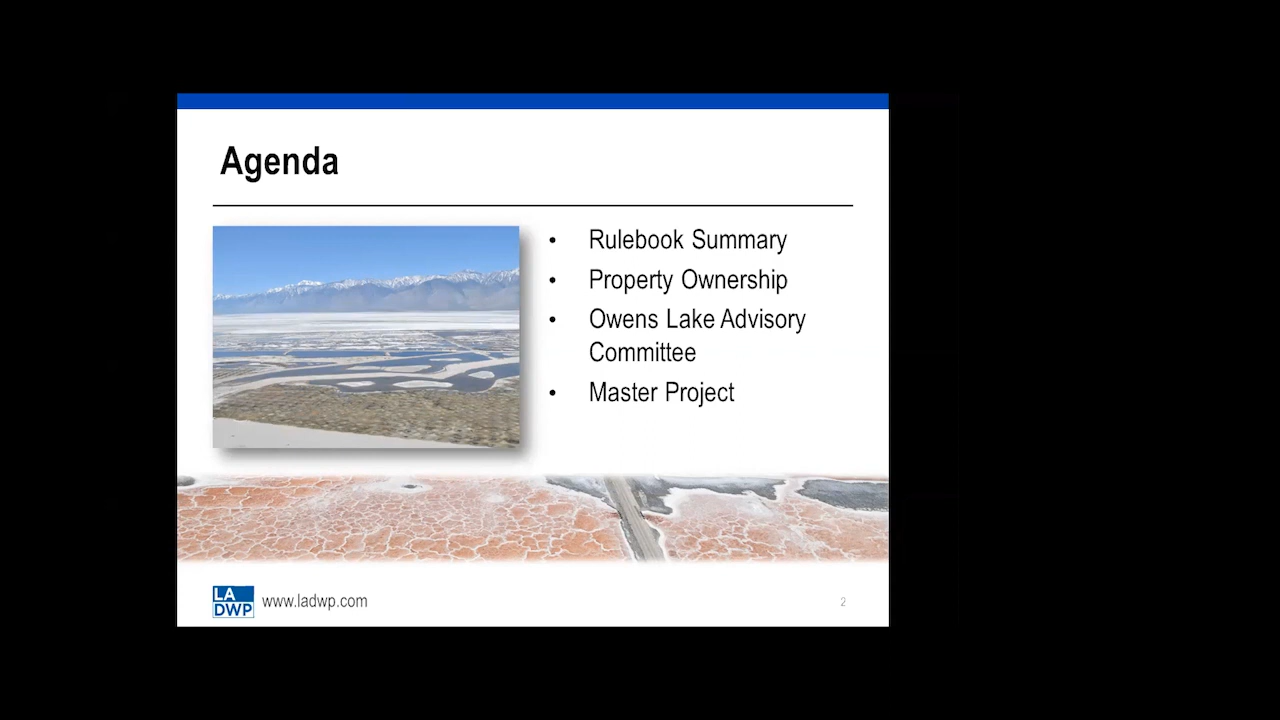 Agenda
• Rulebook Summary
• Property Ownership
• Owens Lake Advisory
Committee
• Master Project
LA
DWP
www.ladwp.com
2